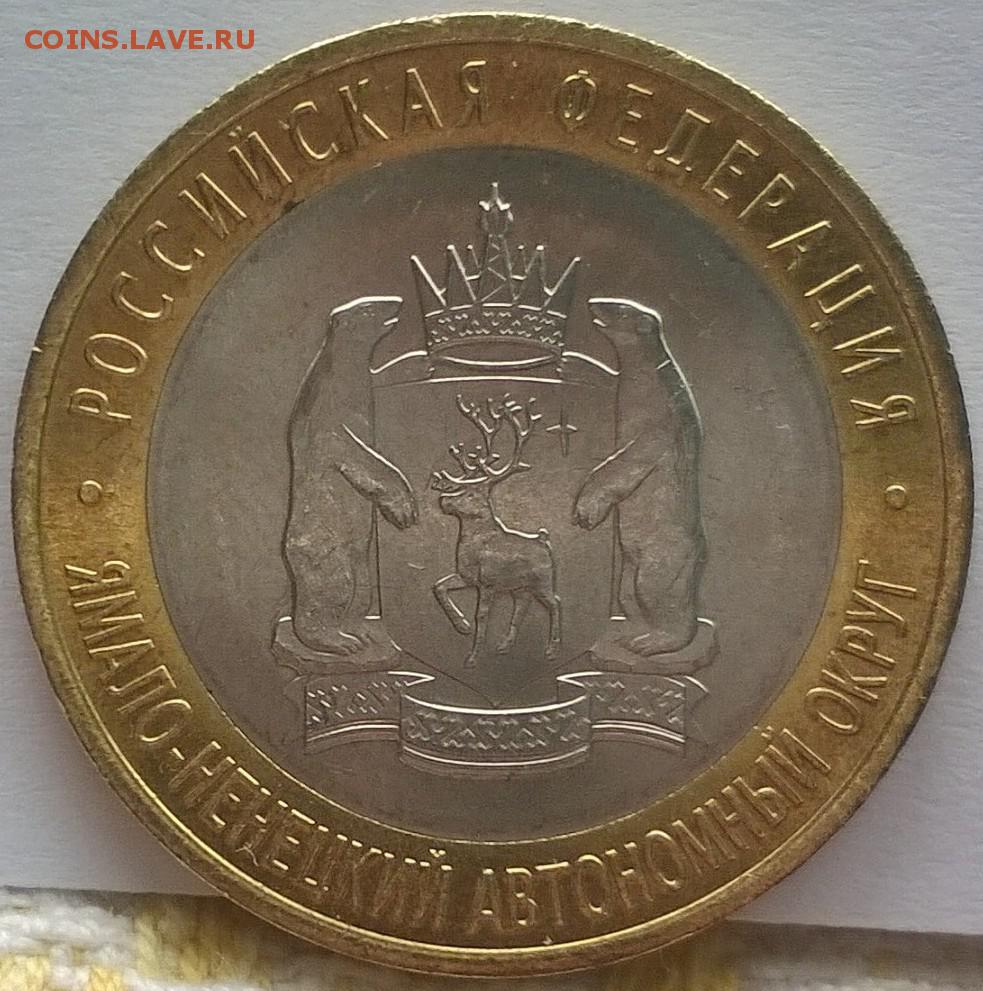 COINS.LAVE.RU
РОССИЙСКАЯ ФЕДЕРАЦИЯ
ЯМАЛО-НЕНЕЦКИЙ АВТОНОМНЫЙ ОКРУГ